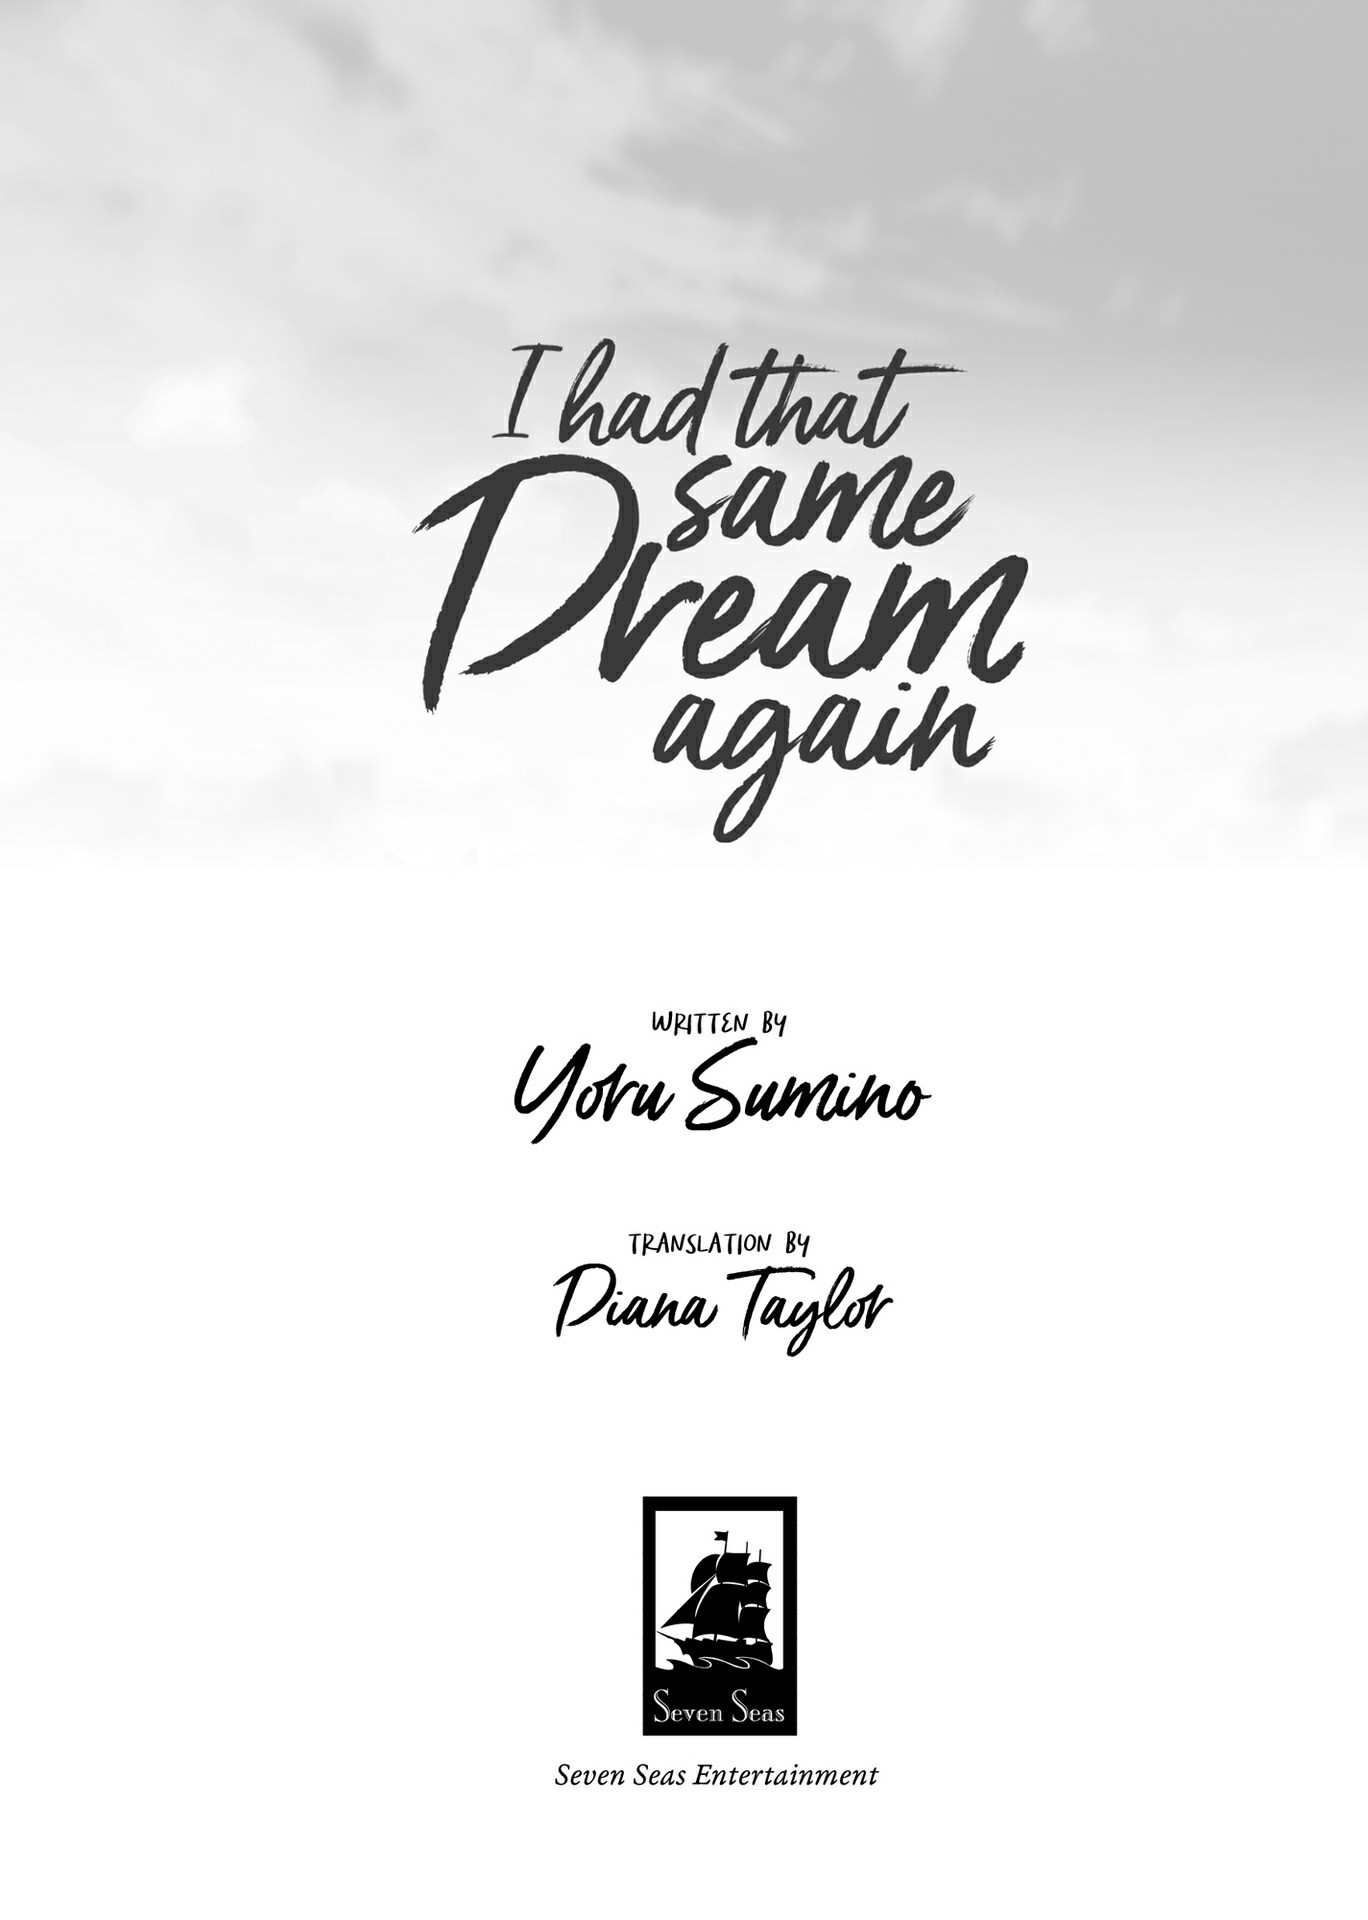 I had that
same
Dream
again
WRITTEN BY
Yoru Sumino
TRANSLATION BY
Diana Taylor
Seven Seas
Seven Seas Entertainment